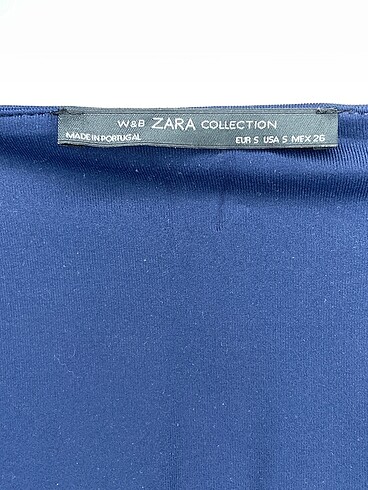 W&B ZARA COLLECTION
MADE IN PORTUGAL EUR S USA S MEX 26